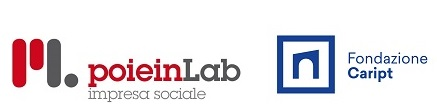 poieinLab
impresa sociale
Fondazione
Caript